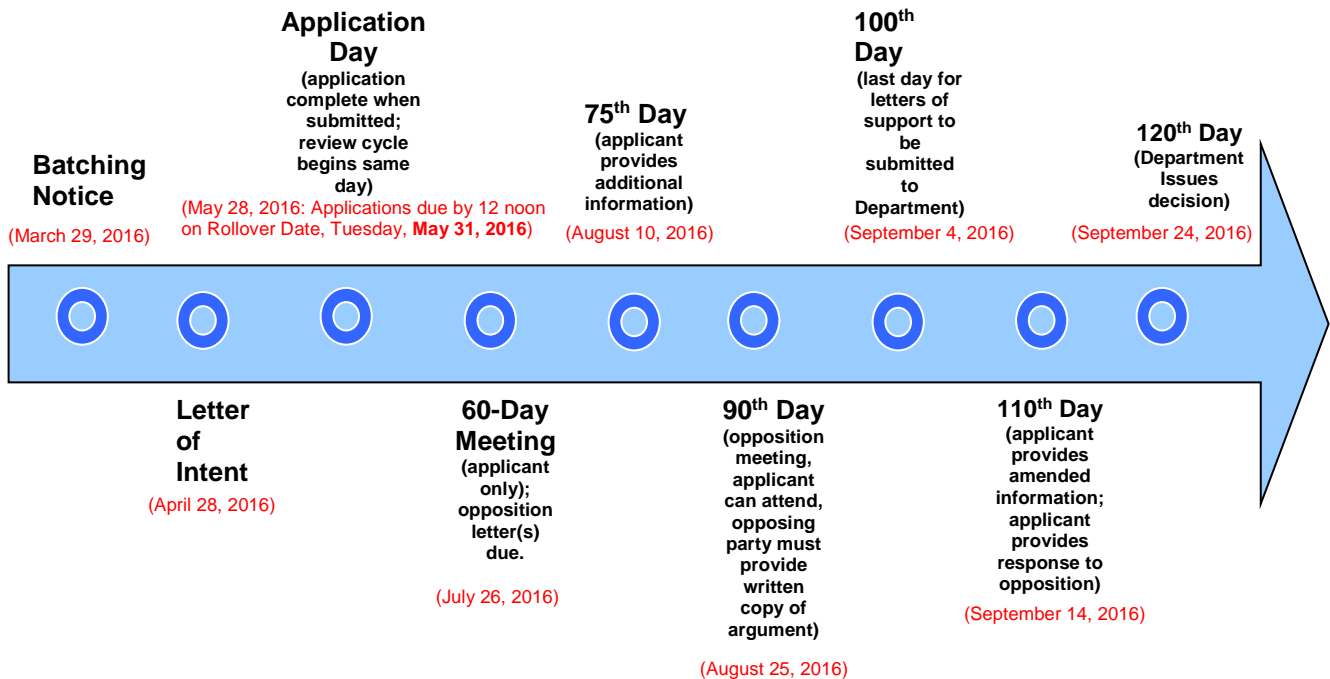 Batching
Notice
(March 29, 2016)
Letter
of
Intent
(April 28, 2016)
Application
Day
(application
complete when
submitted;
review cycle
begins same
day)
(May 28, 2016: Applications due by 12 noon
on Rollover Date, Tuesday, May 31, 2016)
60-Day
Meeting
(applicant
only);
opposition
letter(s)
due.
(July 26, 2016)
75th Day
(applicant
provides
additional
information)
(August 10, 2016)
90th Day
(opposition
meeting,
applicant
can attend,
opposing
party must
provide
written
copy of
argument)
(August 25, 2016)
100th
Day
(last day for
letters of
support to
be
submitted
to
Department)
(September 4, 2016)
110th Day
(applicant
provides
amended
information;
applicant
provides
response to
opposition)
(September 14, 2016)
120th Day
(Department
Issues
decision)
(September 24, 2016)